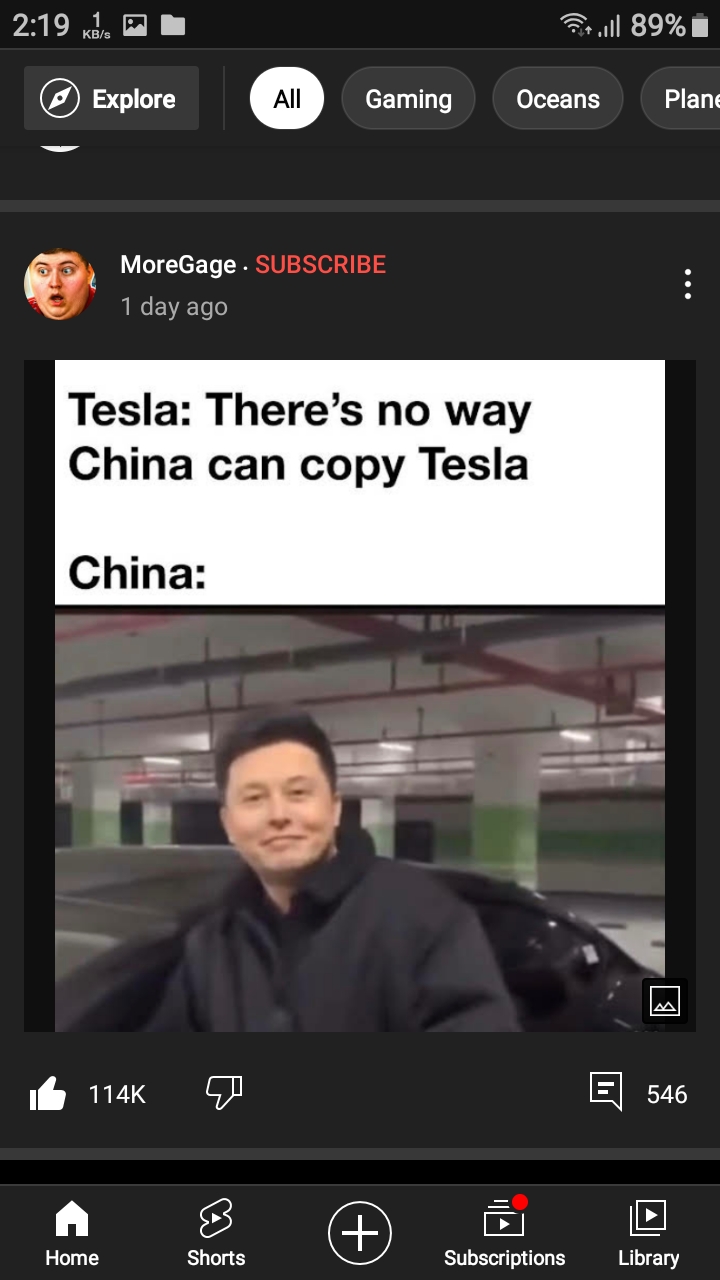 2:19 1 KB/s 89%
Explore All Gaming Oceans Plane
MoreGage · SUBSCRIBE
1 day ago
Tesla: There's no way
China can copy Tesla
China:
114K 546
Home Shorts Subscriptions Library